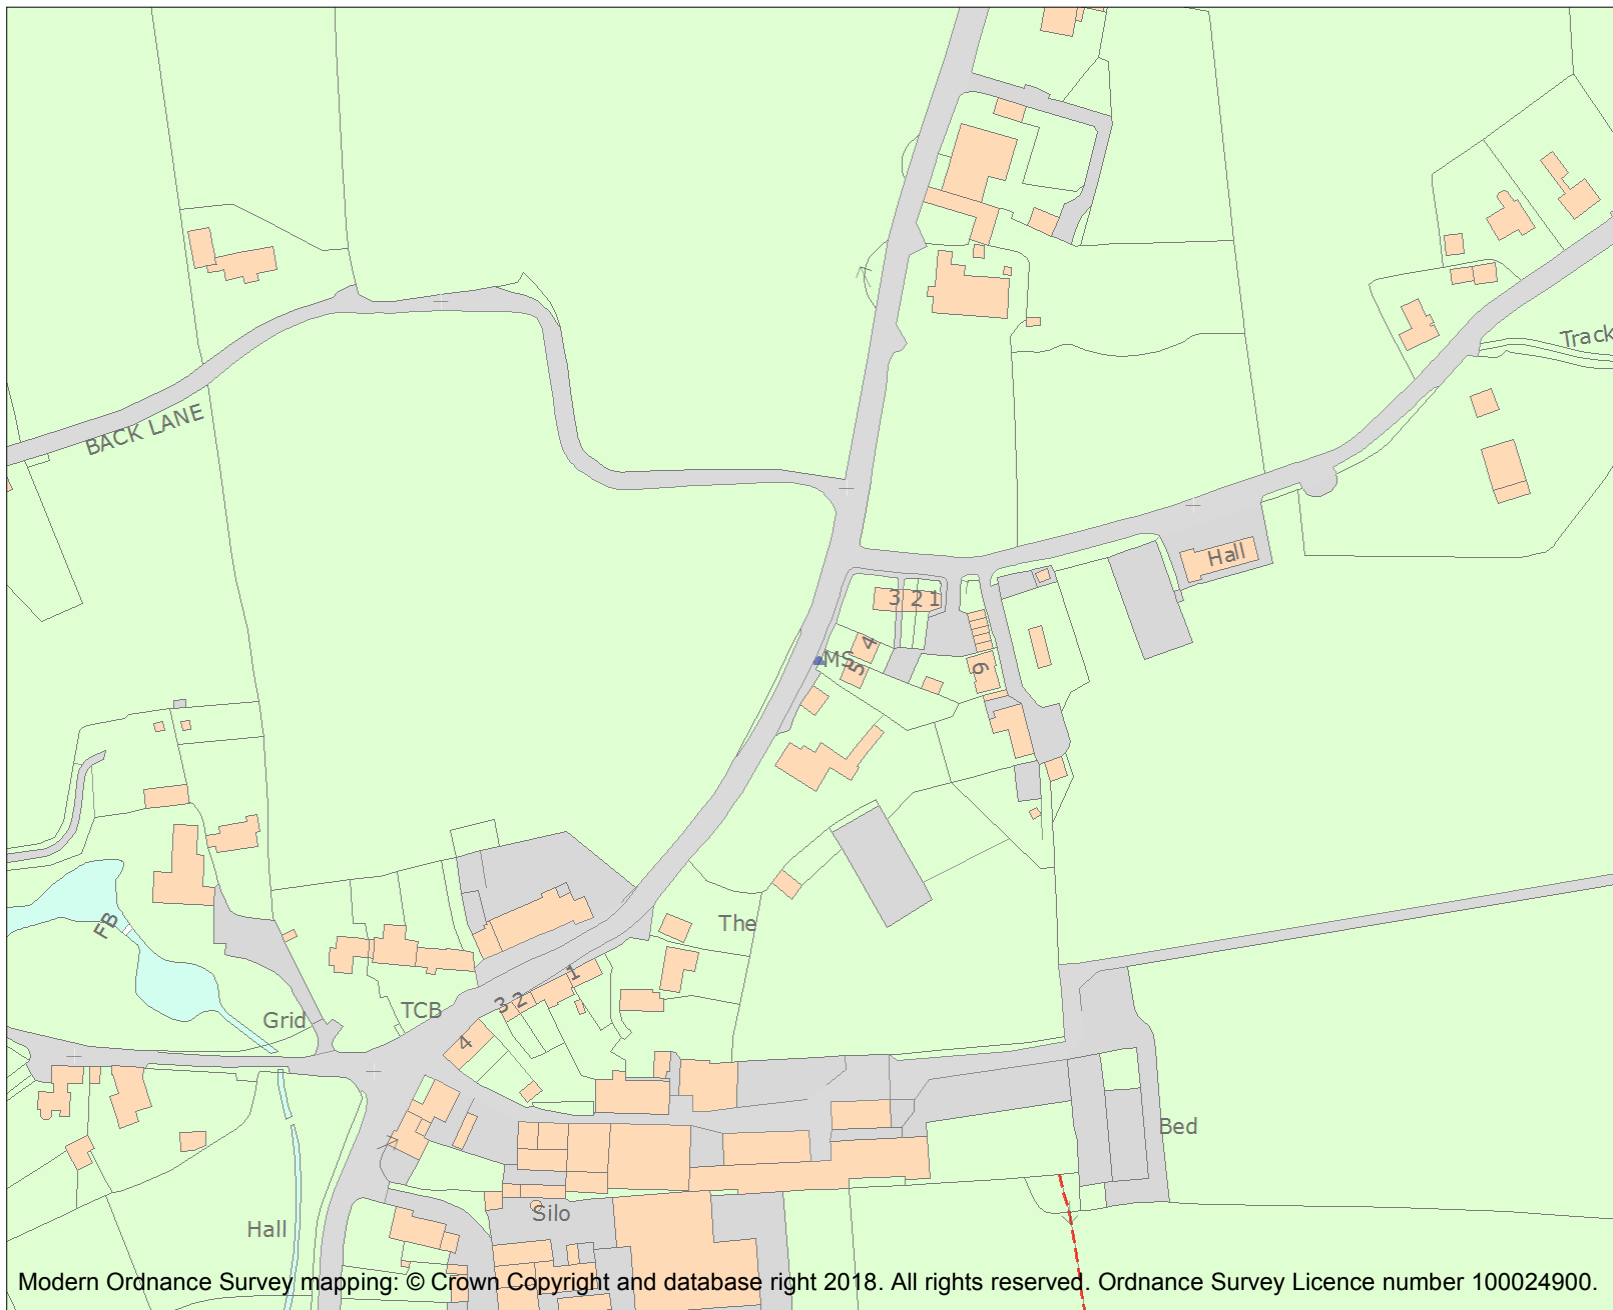 Track
BACK LANE
Hall
3 2 1
4
MS
5
6
The
FB
1
3 2
TCB
Grid
4
Bed
Hall
Silo
Modern Ordnance Survey mapping: © Crown Copyright and database right 2018. All rights reserved. Ordnance Survey Licence number 100024900.